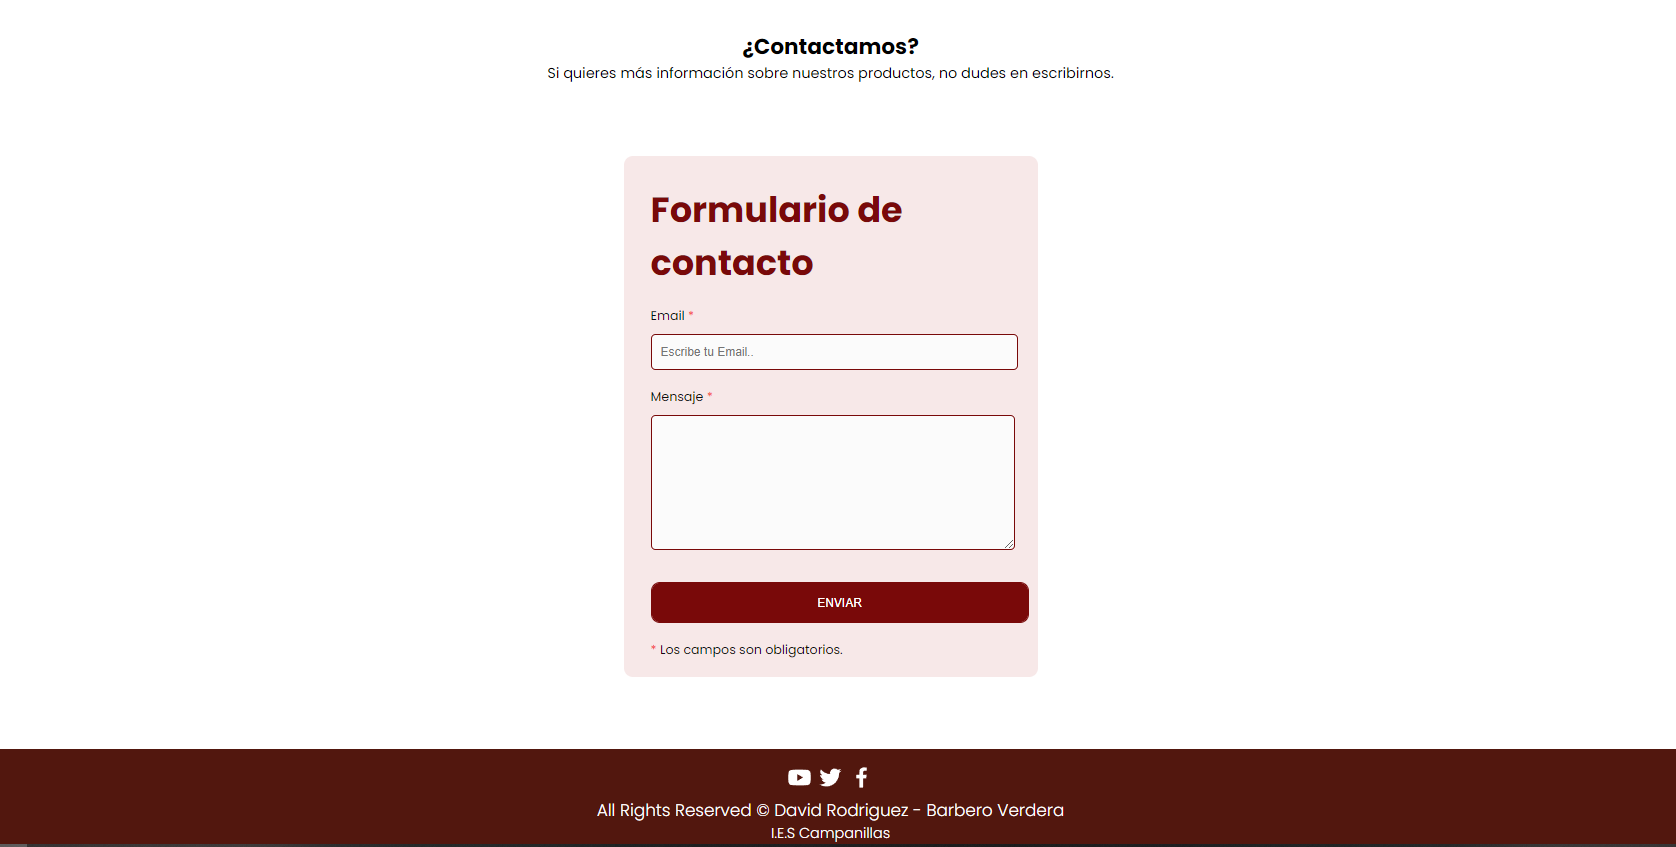 ¿Contactamos?
Si quieres más información sobre nuestros productos, no dudes en escribirnos.
Formulario de
contacto
Email *
Escribe tu Email..
Mensaje *
ENVIAR
* Los campos son obligatorios.
All Rights Reserved © David Rodriguez - Barbero Verdera
I.E.S Campanillas